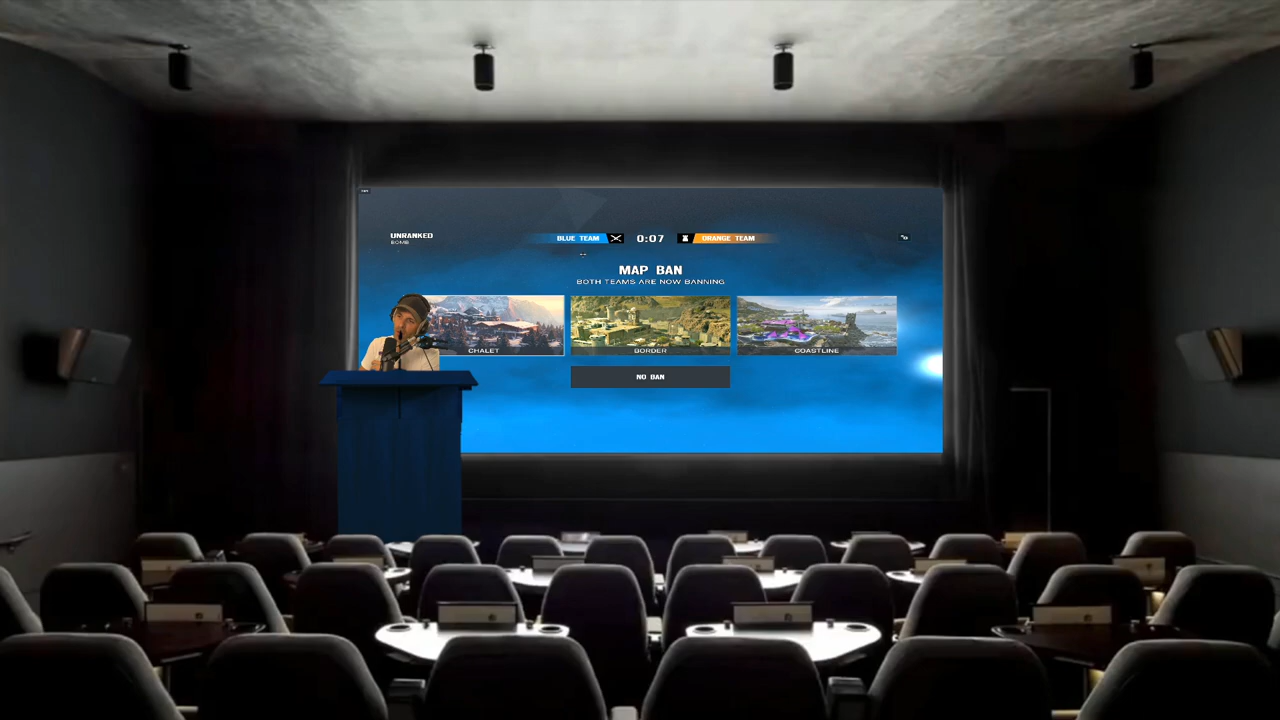 UNRANKED
BOMB
BLUE TEAM
0:07
ORANGE TEAM
MAP BAN
BOTH TEAMS ARE NOW BANNING
CHALET
BORDER
COASTLINE
NO BAN